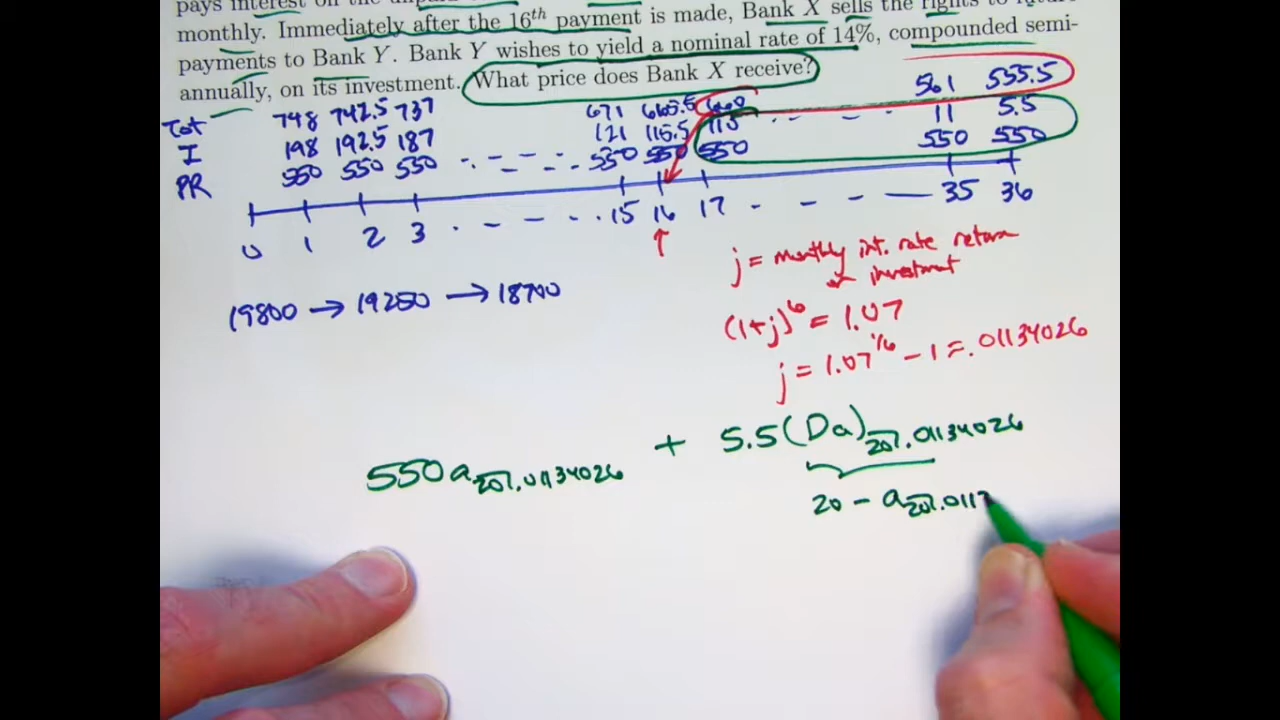 pays interest on the unpaid
monthly. Immediately after the 16th payment is made, Bank X sells the rights to future
payments to Bank Y. Bank Y wishes to yield a nominal rate of 14%, compounded semi-
annually, on its investment. What price does Bank X receive?
Tot 748 742.5 737 671 665.5 660 561 555.5
I 198 192.5 187 . - - - - 121 115.5 110 . . - - - 11 5.5
PR 550 550 550 550 550 550 550 550
0 1 2 3 . - - - . . 15 16 17 - - - - 35 36
↑
j = monthly int. rate return
on investment
19800 → 19250 → 18700
(1+j)^6 = 1.07
j = 1.07^1/6 - 1 = .01134026
550a20⌉.01134026 + 5.5(Da)20⌉.01134026
20 - a20⌉.011